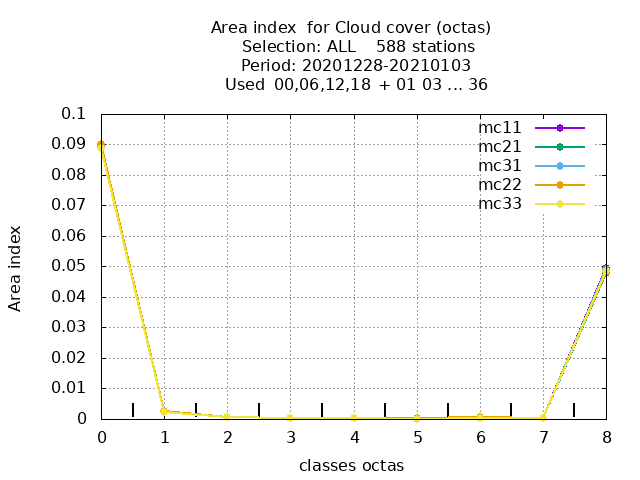 Area index  for Cloud cover (octas)
Selection: ALL    588 stations
Period: 20201228-20210103
Used  00,06,12,18  + 01 03 ... 36
mc11
mc21
mc31
mc22
mc33
0.1
0.09
0.08
0.07
0.06
0.05
0.04
0.03
0.02
0.01
0
Area index
0 1 2 3 4 5 6 7 8
classes octas